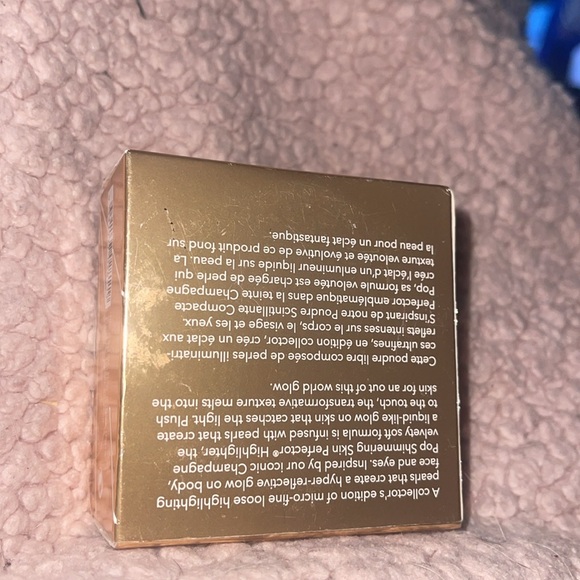 A collector's edition of micro-fine loose highlighting
pearls that create a hyper-reflective glow on body,
face and eyes. Inspired by our iconic Champagne
Pop Shimmering Skin Perfector® Highlighter, the
velvety soft formula is infused with pearls that create
a liquid-like glow on skin that catches the light. Plush
to the touch, the transformative texture melts into the
skin for an out of this world glow.
Cette poudre libre composée de perles illuminatri-
ces ultrafines, en édition collector, crée un éclat aux
reflets intenses sur le corps, le visage et les yeux.
S'inspirant de notre Poudre Scintillante Compacte
Perfector emblématique dans la teinte Champagne
Pop, sa formule veloutée est chargée de perle qui
crée l'éclat d'un enlumineur liquide sur la peau. La
texture veloutée et évolutive de ce produit fond sur
la peau pour un éclat fantastique.